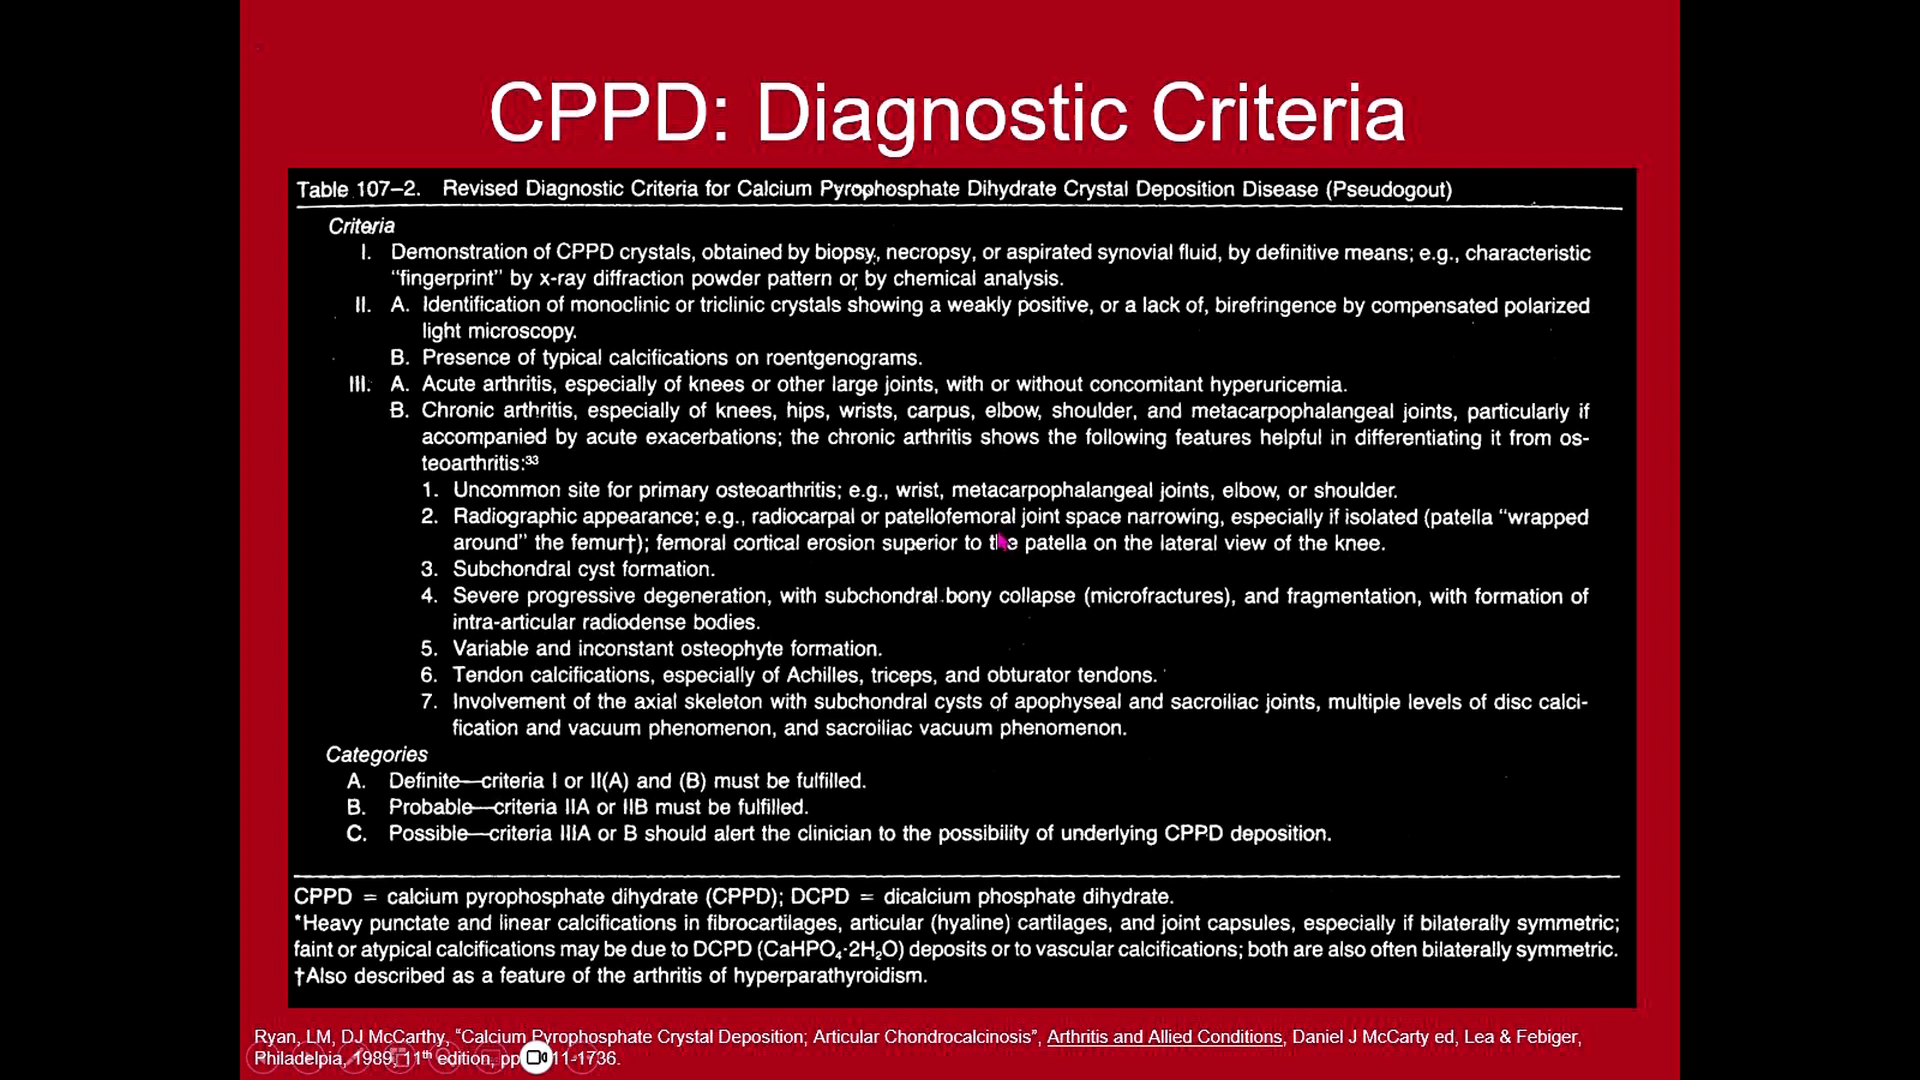 CPPD: Diagnostic Criteria
Table 107–2. Revised Diagnostic Criteria for Calcium Pyrophosphate Dihydrate Crystal Deposition Disease (Pseudogout)
Criteria
I. Demonstration of CPPD crystals, obtained by biopsy, necropsy, or aspirated synovial fluid, by definitive means; e.g., characteristic
“fingerprint” by x-ray diffraction powder pattern or by chemical analysis.
II. A. Identification of monoclinic or triclinic crystals showing a weakly positive, or a lack of, birefringence by compensated polarized
light microscopy.
B. Presence of typical calcifications on roentgenograms.
III. A. Acute arthritis, especially of knees or other large joints, with or without concomitant hyperuricemia.
B. Chronic arthritis, especially of knees, hips, wrists, carpus, elbow, shoulder, and metacarpophalangeal joints, particularly if
accompanied by acute exacerbations; the chronic arthritis shows the following features helpful in differentiating it from os-
teoarthritis:³³
1. Uncommon site for primary osteoarthritis; e.g., wrist, metacarpophalangeal joints, elbow, or shoulder.
2. Radiographic appearance; e.g., radiocarpal or patellofemoral joint space narrowing, especially if isolated (patella “wrapped
around” the femur†); femoral cortical erosion superior to the patella on the lateral view of the knee.
3. Subchondral cyst formation.
4. Severe progressive degeneration, with subchondral bony collapse (microfractures), and fragmentation, with formation of
intra-articular radiodense bodies.
5. Variable and inconstant osteophyte formation.
6. Tendon calcifications, especially of Achilles, triceps, and obturator tendons.
7. Involvement of the axial skeleton with subchondral cysts of apophyseal and sacroiliac joints, multiple levels of disc calci-
fication and vacuum phenomenon, and sacroiliac vacuum phenomenon.
Categories
A. Definite—criteria I or II(A) and (B) must be fulfilled.
B. Probable—criteria IIA or IIB must be fulfilled.
C. Possible—criteria IIIA or B should alert the clinician to the possibility of underlying CPPD deposition.
CPPD = calcium pyrophosphate dihydrate (CPPD); DCPD = dicalcium phosphate dihydrate.
*Heavy punctate and linear calcifications in fibrocartilages, articular (hyaline) cartilages, and joint capsules, especially if bilaterally symmetric;
faint or atypical calcifications may be due to DCPD (CaHPO₄·2H₂O) deposits or to vascular calcifications; both are also often bilaterally symmetric.
†Also described as a feature of the arthritis of hyperparathyroidism.
Ryan, LM, DJ McCarthy, “Calcium Pyrophosphate Crystal Deposition; Articular Chondrocalcinosis”, Arthritis and Allied Conditions, Daniel J McCarty ed, Lea & Febiger,
Philadelpia, 1989, 11th edition, pp 11-1736.